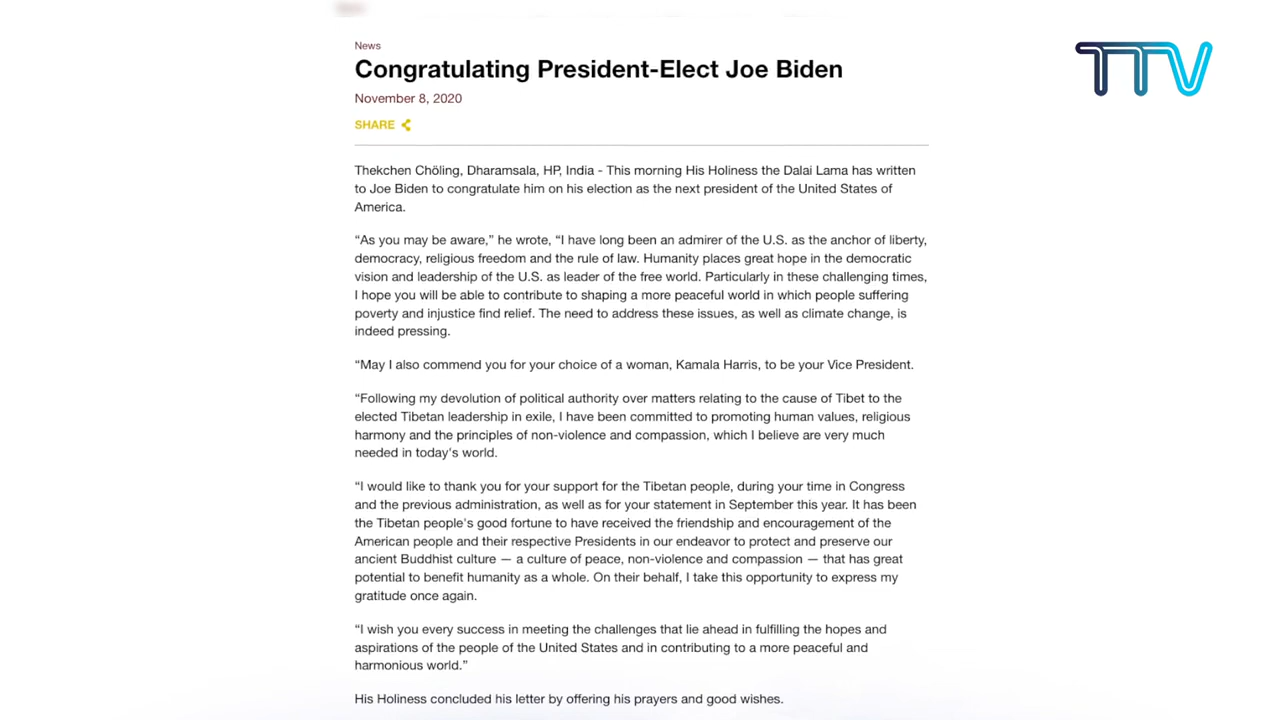 News
Congratulating President-Elect Joe Biden
November 8, 2020
SHARE
TTV
Thekchen Chöling, Dharamsala, HP, India - This morning His Holiness the Dalai Lama has written
to Joe Biden to congratulate him on his election as the next president of the United States of
America.
“As you may be aware,” he wrote, “I have long been an admirer of the U.S. as the anchor of liberty,
democracy, religious freedom and the rule of law. Humanity places great hope in the democratic
vision and leadership of the U.S. as leader of the free world. Particularly in these challenging times,
I hope you will be able to contribute to shaping a more peaceful world in which people suffering
poverty and injustice find relief. The need to address these issues, as well as climate change, is
indeed pressing.
“May I also commend you for your choice of a woman, Kamala Harris, to be your Vice President.
“Following my devolution of political authority over matters relating to the cause of Tibet to the
elected Tibetan leadership in exile, I have been committed to promoting human values, religious
harmony and the principles of non-violence and compassion, which I believe are very much
needed in today's world.
“I would like to thank you for your support for the Tibetan people, during your time in Congress
and the previous administration, as well as for your statement in September this year. It has been
the Tibetan people's good fortune to have received the friendship and encouragement of the
American people and their respective Presidents in our endeavor to protect and preserve our
ancient Buddhist culture — a culture of peace, non-violence and compassion — that has great
potential to benefit humanity as a whole. On their behalf, I take this opportunity to express my
gratitude once again.
“I wish you every success in meeting the challenges that lie ahead in fulfilling the hopes and
aspirations of the people of the United States and in contributing to a more peaceful and
harmonious world.”
His Holiness concluded his letter by offering his prayers and good wishes.